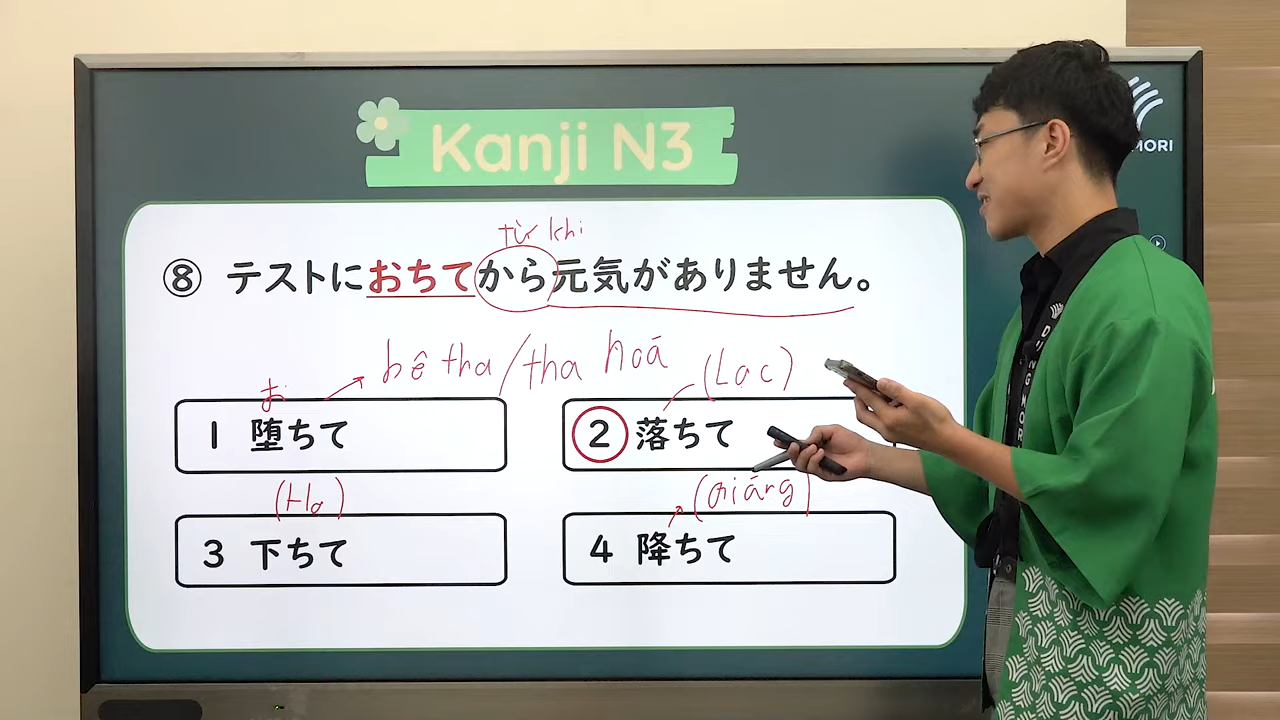 Kanji N3
MORI
từ khi
⑧ テストにおちてから元気がありません。
bê tha/tha hoá
(Lạc)
お
1 堕ちて
2 落ちて
(Hạ)
(Giáng)
3 下ちて
4 降ちて
DUNG MORI